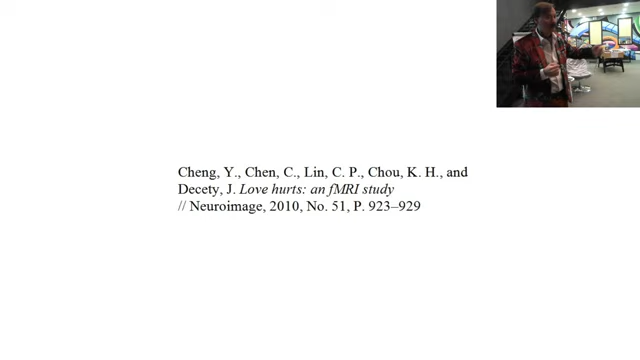 Cheng, Y., Chen, C., Lin, C. P., Chou, K. H., and
Decety, J. Love hurts: an fMRI study
// Neuroimage, 2010, No. 51, P. 923–929